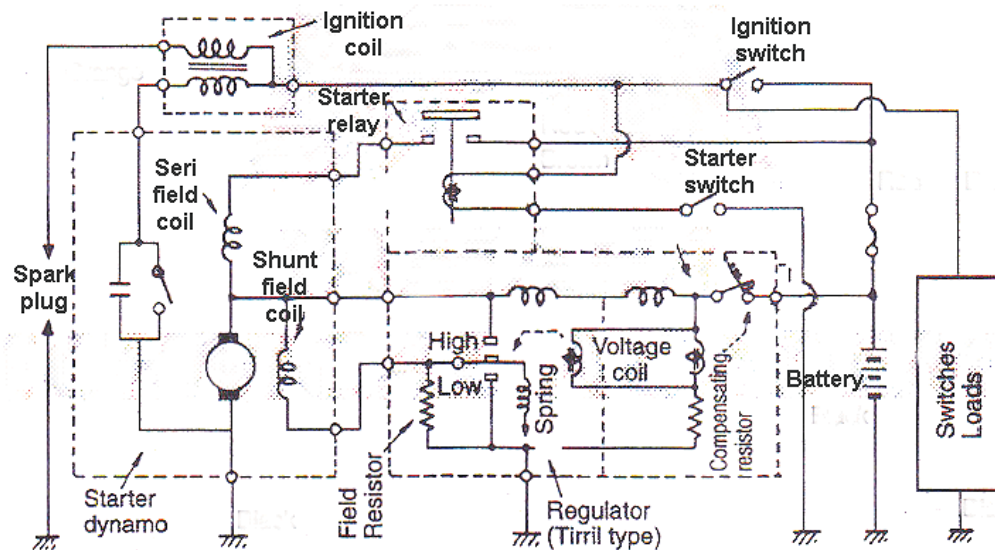 Ignition
coil
Ignition
switch
Starter
relay
Seri
field
coil
Starter
switch
Shunt
field
coil
Spark
plug
High
Low
Spring
Voltage
coil
Compensating
resistor
Battery
Switches
Loads
Field
Resistor
Starter
dynamo
Regulator
(Tirril type)